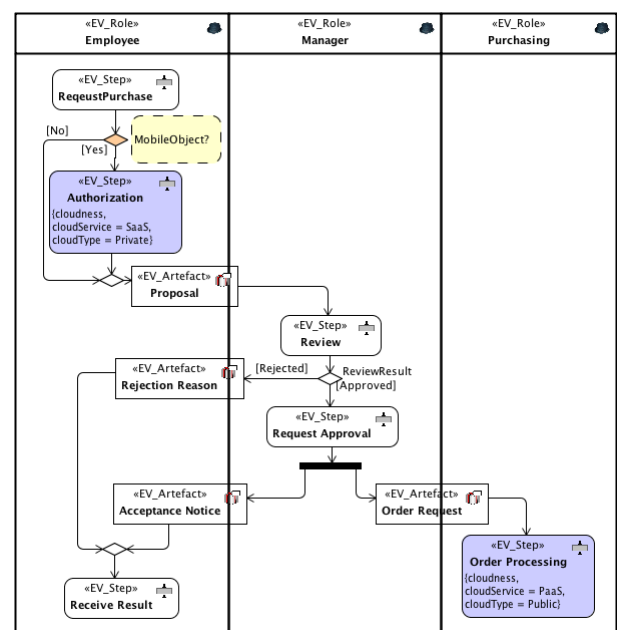 «EV_Role»
Employee
«EV_Role»
Manager
«EV_Role»
Purchasing
«EV_Step»
ReqeustPurchase
[No]
MobileObject?
[Yes]
«EV_Step»
Authorization
{cloudness,
cloudService = SaaS,
cloudType = Private}
«EV_Artefact»
Proposal
«EV_Step»
Review
ReviewResult
[Rejected]
[Approved]
«EV_Artefact»
Rejection Reason
«EV_Step»
Request Approval
«EV_Artefact»
Acceptance Notice
«EV_Artefact»
Order Request
«EV_Step»
Order Processing
{cloudness,
cloudService = PaaS,
cloudType = Public}
«EV_Step»
Receive Result